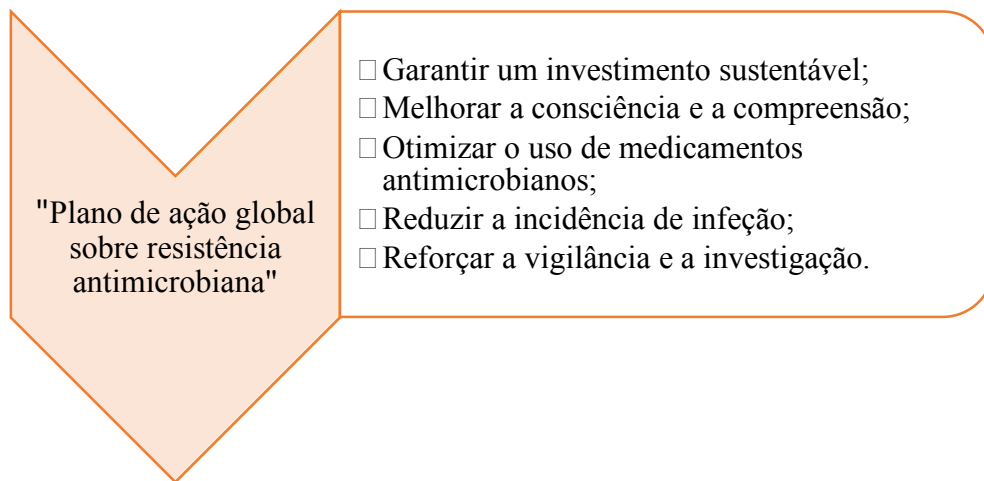 "Plano de ação global
sobre resistência
antimicrobiana"
□ Garantir um investimento sustentável;
□ Melhorar a consciência e a compreensão;
□ Otimizar o uso de medicamentos
antimicrobianos;
□ Reduzir a incidência de infeção;
□ Reforçar a vigilância e a investigação.